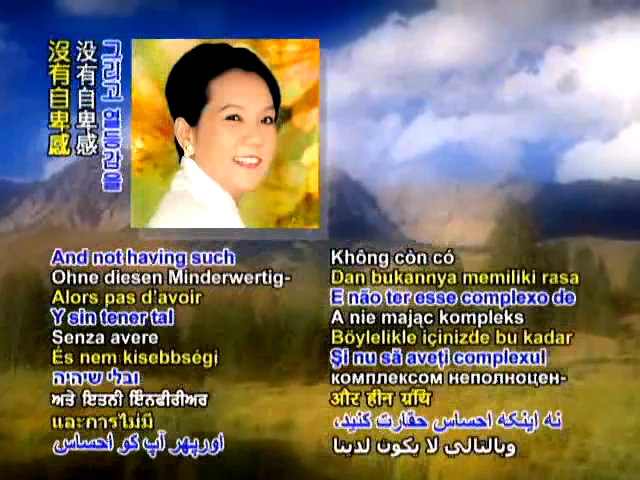 그리고 열등감을
没有自卑感
沒有自卑感
And not having such
Ohne diesen Minderwertig-
Alors pas d'avoir
Y sin tener tal
Senza avere
És nem kisebbségi
ובלי שיהיה
ਅਤੇ ਇਤਨੀ ਇੰਨਫੀਰੀਅਰ
และการไม่มี
اورپھر آپ کو احساس
Không còn có
Dan bukannya memiliki rasa
E não ter esse complexo de
A nie mając kompleks
Böylelikle içinizde bu kadar
Şi nu să aveţi complexul
комплексом неполноцен-
और हीन ग्रंथि
نه اینکه احساس حقارت کنید،
وبالتالي لا يكون لدينا